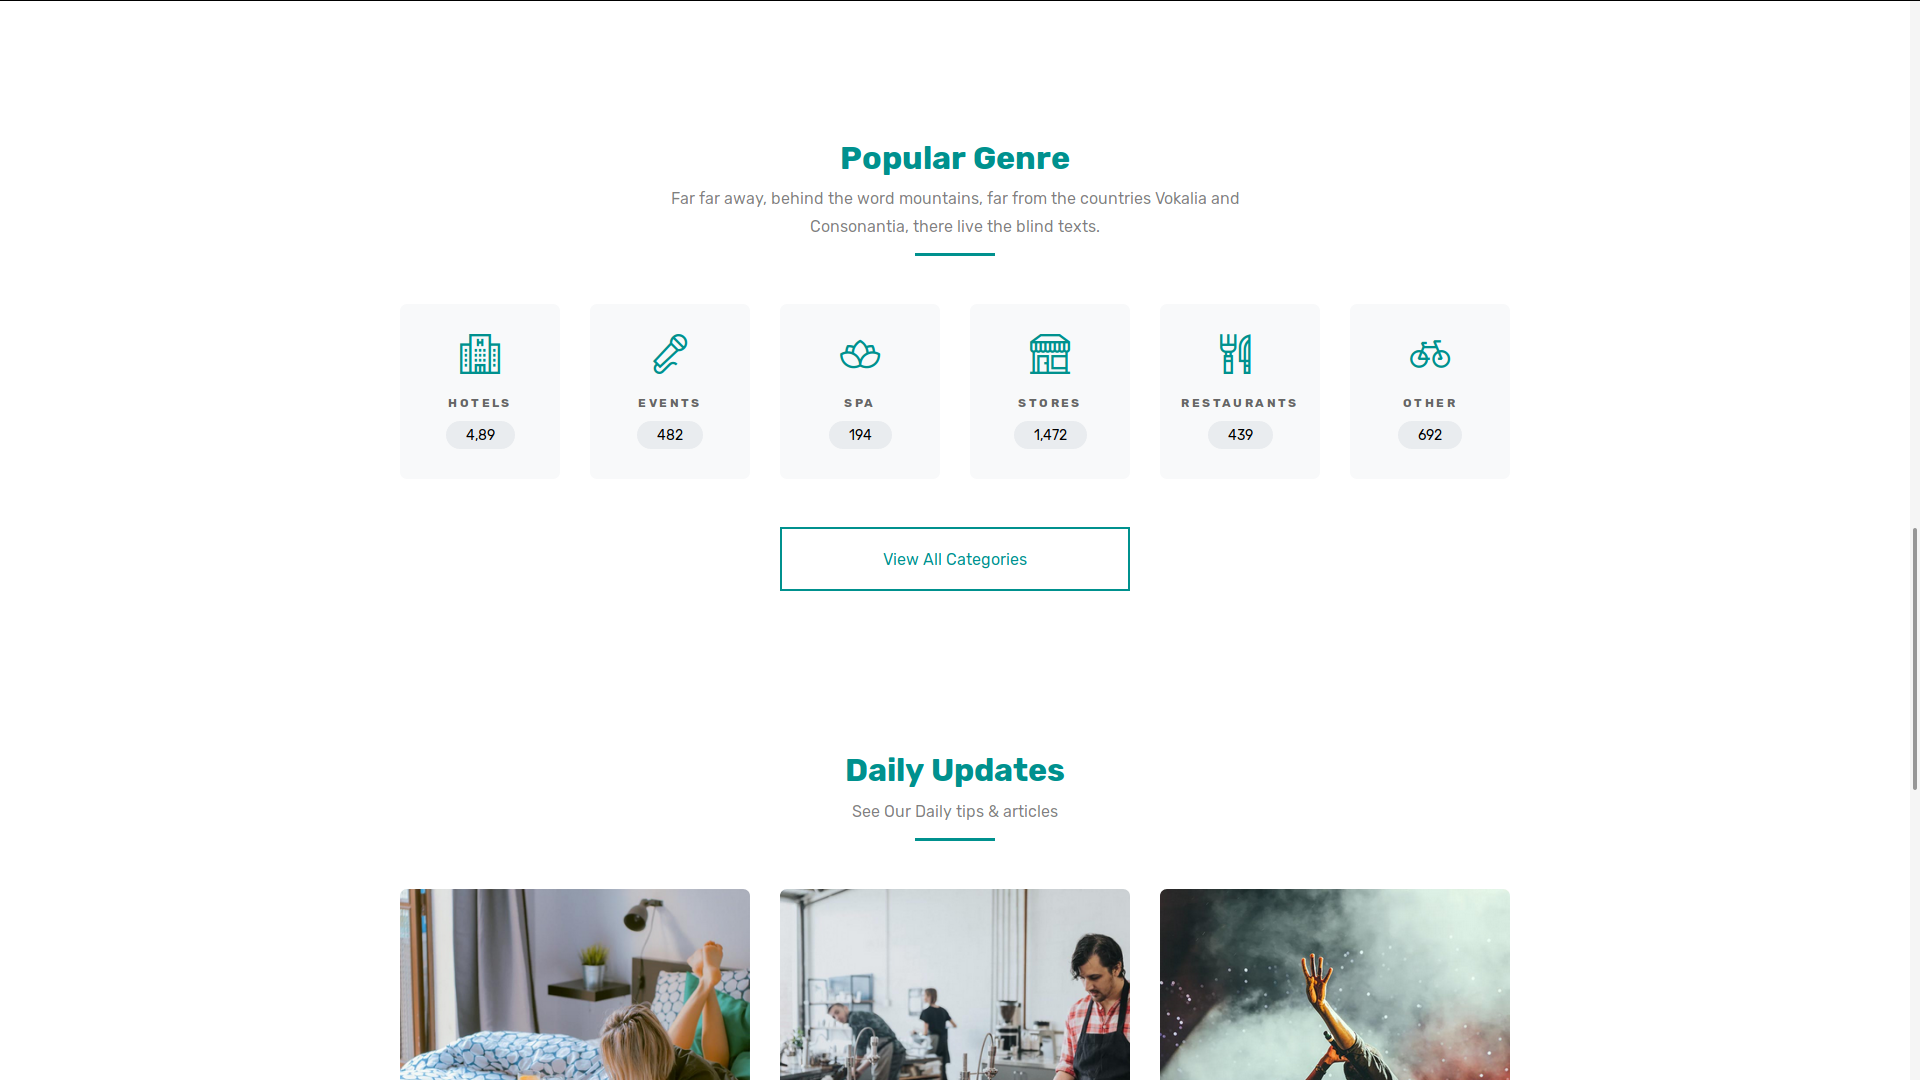 Popular Genre
Far far away, behind the word mountains, far from the countries Vokalia and
Consonantia, there live the blind texts.
H
HOTELS
4,89
EVENTS
482
SPA
194
STORES
1,472
RESTAURANTS
439
OTHER
692
View All Categories
Daily Updates
See Our Daily tips & articles